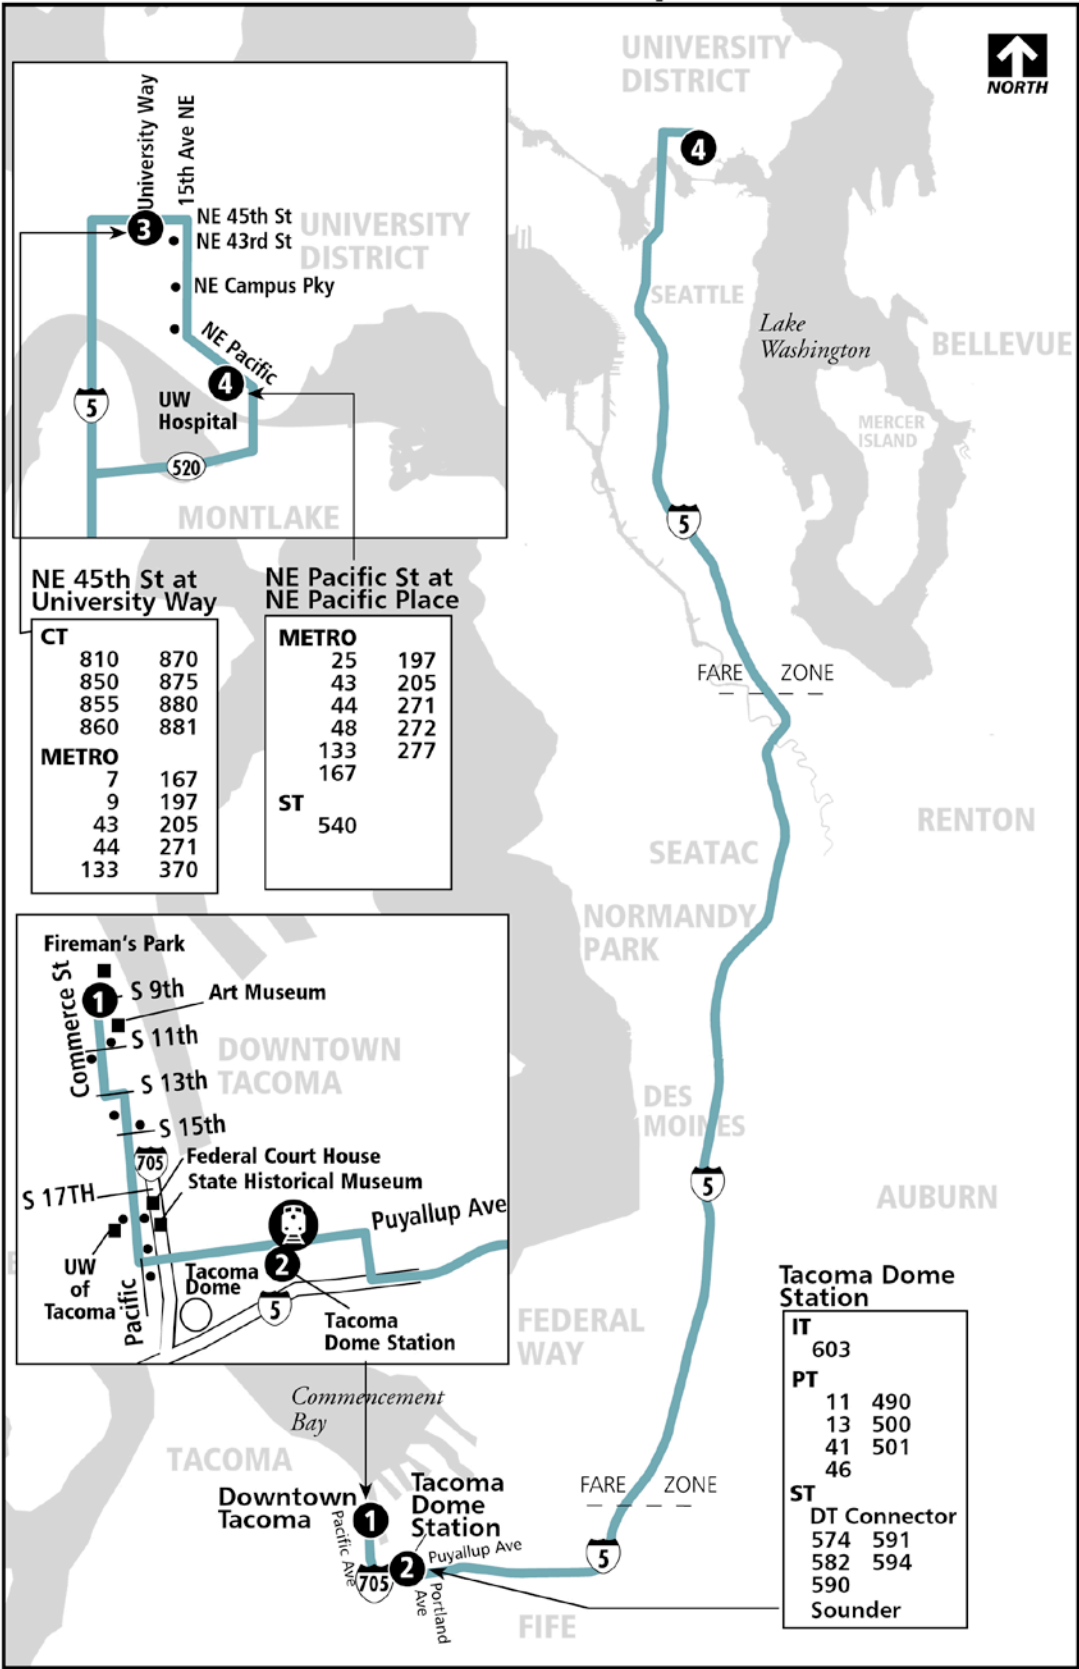 UNIVERSITY
DISTRICT
NORTH
4
University Way
15th Ave NE
3
NE 45th St
NE 43rd St
UNIVERSITY
DISTRICT
NE Campus Pky
NE Pacific
4
UW
Hospital
5
520
MONTLAKE
SEATTLE
Lake
Washington
BELLEVUE
MERCER
ISLAND
5
NE 45th St at
University Way
CT
810 870
850 875
855 880
860 881
METRO
7 167
9 197
43 205
44 271
133 370
NE Pacific St at
NE Pacific Place
METRO
25 197
43 205
44 271
48 272
133 277
167
ST
540
FARE ZONE
RENTON
SEATAC
NORMANDY
PARK
DES
MOINES
5
AUBURN
Fireman's Park
Commerce St
1
S 9th
Art Museum
S 11th
DOWNTOWN
TACOMA
S 13th
S 15th
705
Federal Court House
State Historical Museum
S 17TH
Puyallup Ave
UW
of
Tacoma
Pacific
Tacoma
Dome
2
5
Tacoma
Dome Station
FEDERAL
WAY
Commencement
Bay
TACOMA
Downtown
Tacoma
1
Pacific Ave
705
Tacoma
Dome
Station
2
Puyallup Ave
Portland
Ave
FARE ZONE
5
FIFE
Tacoma Dome
Station
IT
603
PT
11 490
13 500
41 501
46
ST
DT Connector
574 591
582 594
590
Sounder